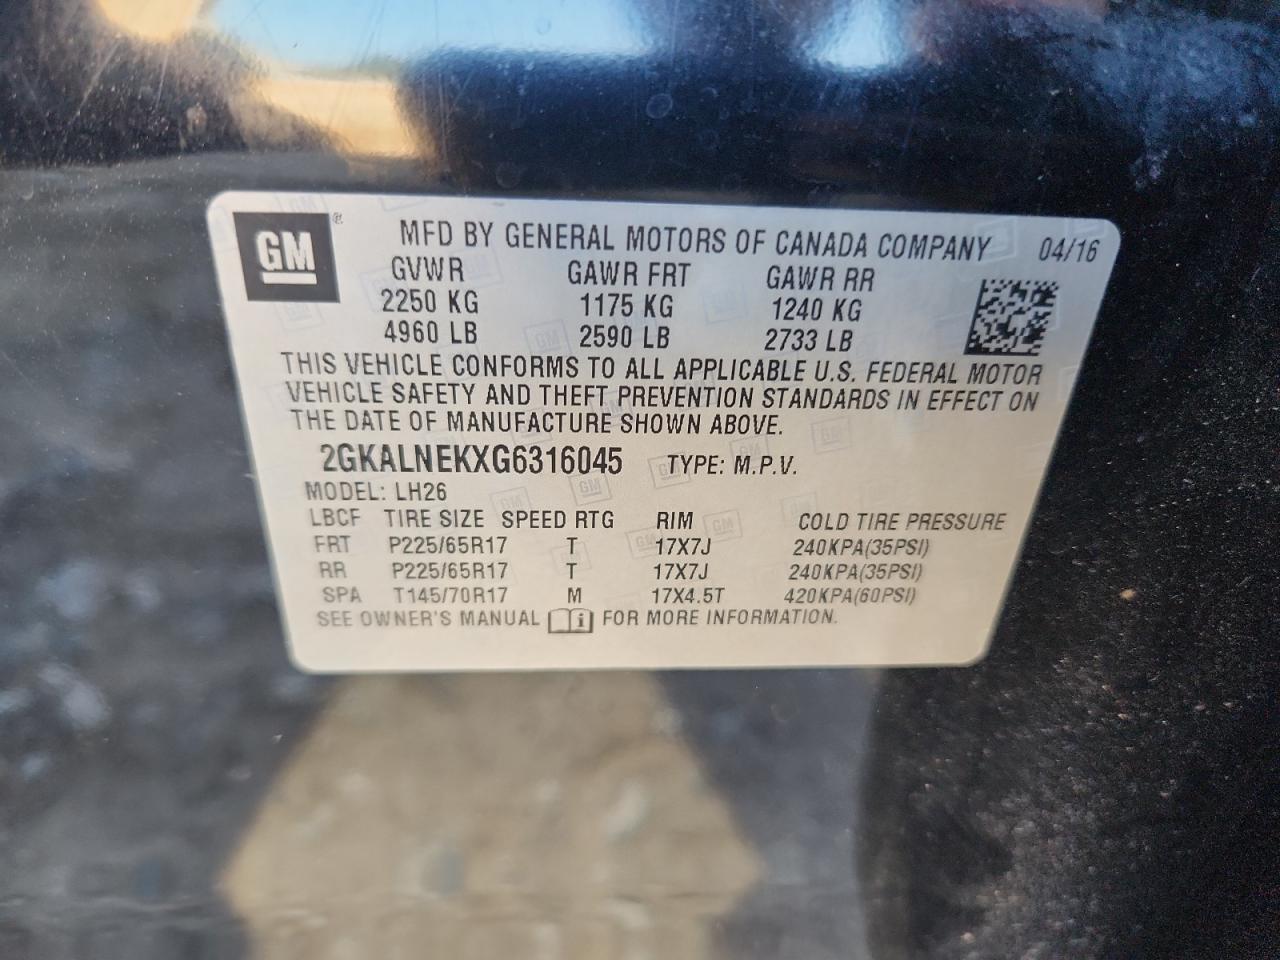 GM ® MFD BY GENERAL MOTORS OF CANADA COMPANY 04/16
GVWR GAWR FRT GAWR RR
2250 KG 1175 KG 1240 KG
4960 LB 2590 LB 2733 LB
THIS VEHICLE CONFORMS TO ALL APPLICABLE U.S. FEDERAL MOTOR
VEHICLE SAFETY AND THEFT PREVENTION STANDARDS IN EFFECT ON
THE DATE OF MANUFACTURE SHOWN ABOVE.
2GKALNEKXG6316045 TYPE: M.P.V.
MODEL: LH26
LBCF TIRE SIZE SPEED RTG RIM COLD TIRE PRESSURE
FRT P225/65R17 T 17X7J 240KPA(35PSI)
RR P225/65R17 T 17X7J 240KPA(35PSI)
SPA T145/70R17 M 17X4.5T 420KPA(60PSI)
SEE OWNER'S MANUAL i FOR MORE INFORMATION.